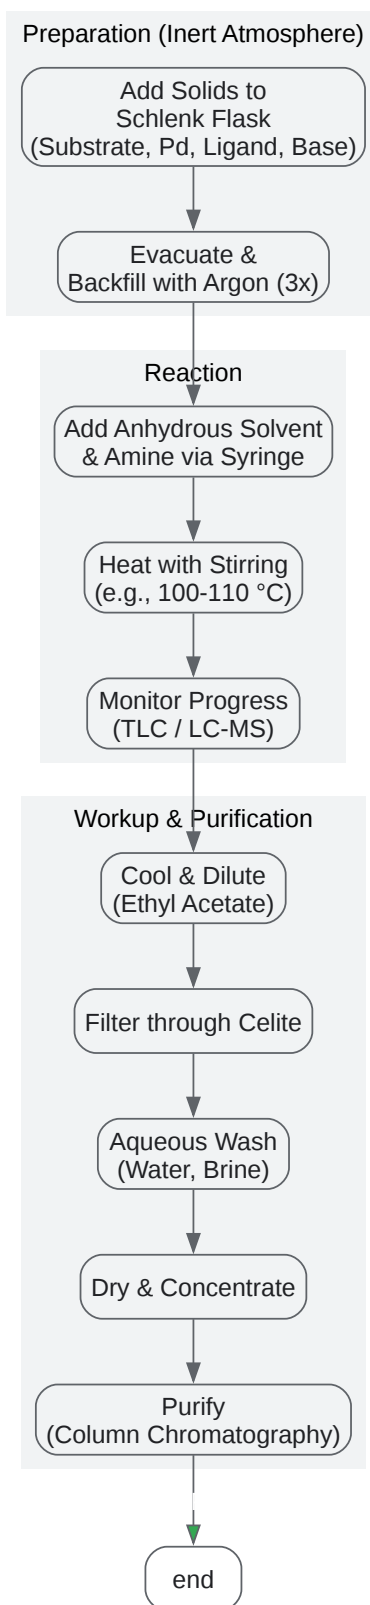 Preparation (Inert Atmosphere)
Add Solids to
Schlenk Flask
(Substrate, Pd, Ligand, Base)
Evacuate &
Backfill with Argon (3x)
Reaction
Add Anhydrous Solvent
& Amine via Syringe
Heat with Stirring
(e.g., 100-110 °C)
Monitor Progress
(TLC / LC-MS)
Workup & Purification
Cool & Dilute
(Ethyl Acetate)
Filter through Celite
Aqueous Wash
(Water, Brine)
Dry & Concentrate
Purify
(Column Chromatography)
end